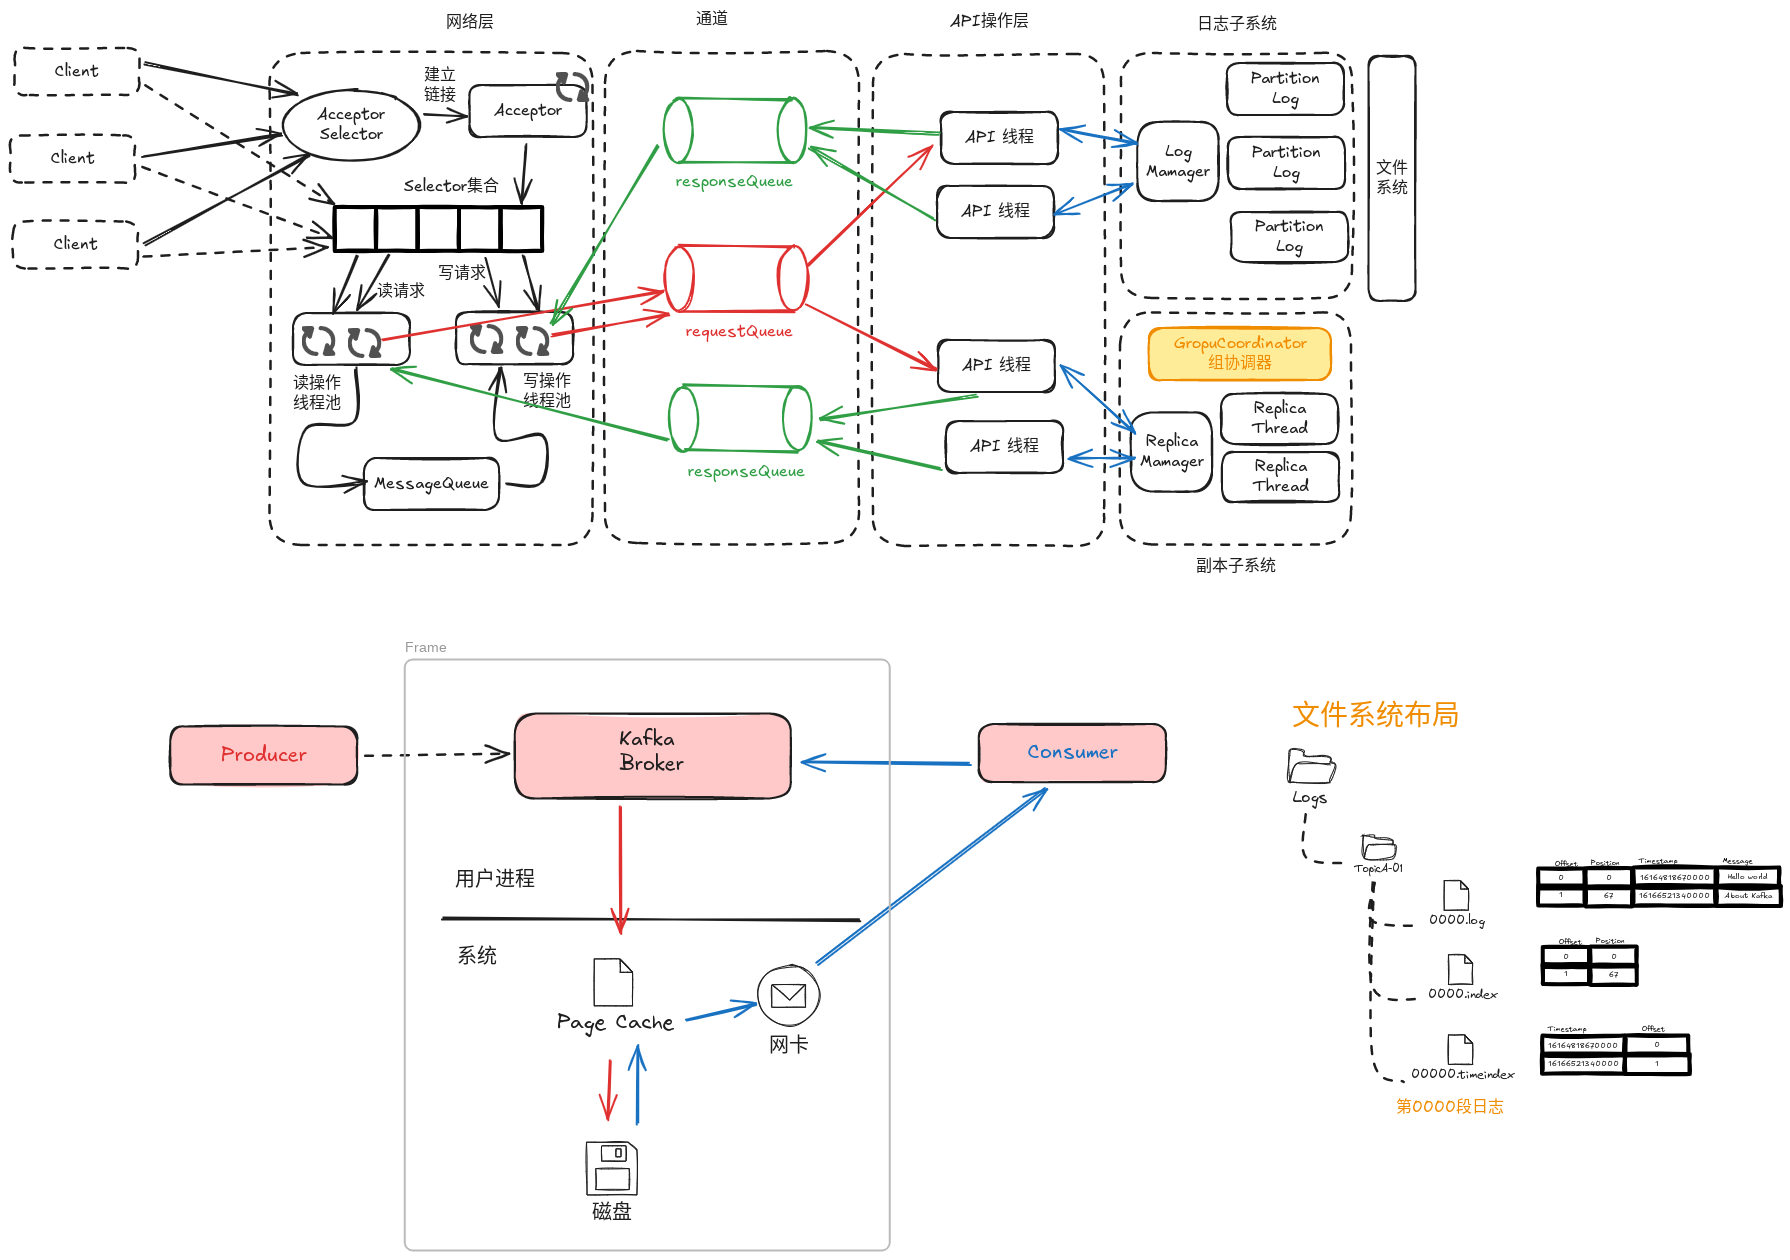 网络层
通道
API操作层
日志子系统
Client
Client
Client
Acceptor
Selector
建立
链接
Acceptor
Selector集合
读请求
写请求
读操作
线程池
写操作
线程池
MessageQueue
responseQueue
requestQueue
responseQueue
API 线程
API 线程
API 线程
API 线程
Log
Mamager
Partition
Log
Partition
Log
Partition
Log
文件
系统
GropuCoordinator
组协调器
Replica
Mamager
Replica
Thread
Replica
Thread
副本子系统
Frame
Producer
Kafka
Broker
Consumer
用户进程
系统
Page Cache
网卡
磁盘
文件系统布局
Logs
TopicA-01
0000.log
0000.index
00000.timeindex
第0000段日志
Offset Position Timestamp Message
0 0 16164818670000 Hello world
1 67 16166521340000 About Kafka
Offset Position
0 0
1 67
Timestamp Offset
16164818670000 0
16166521340000 1